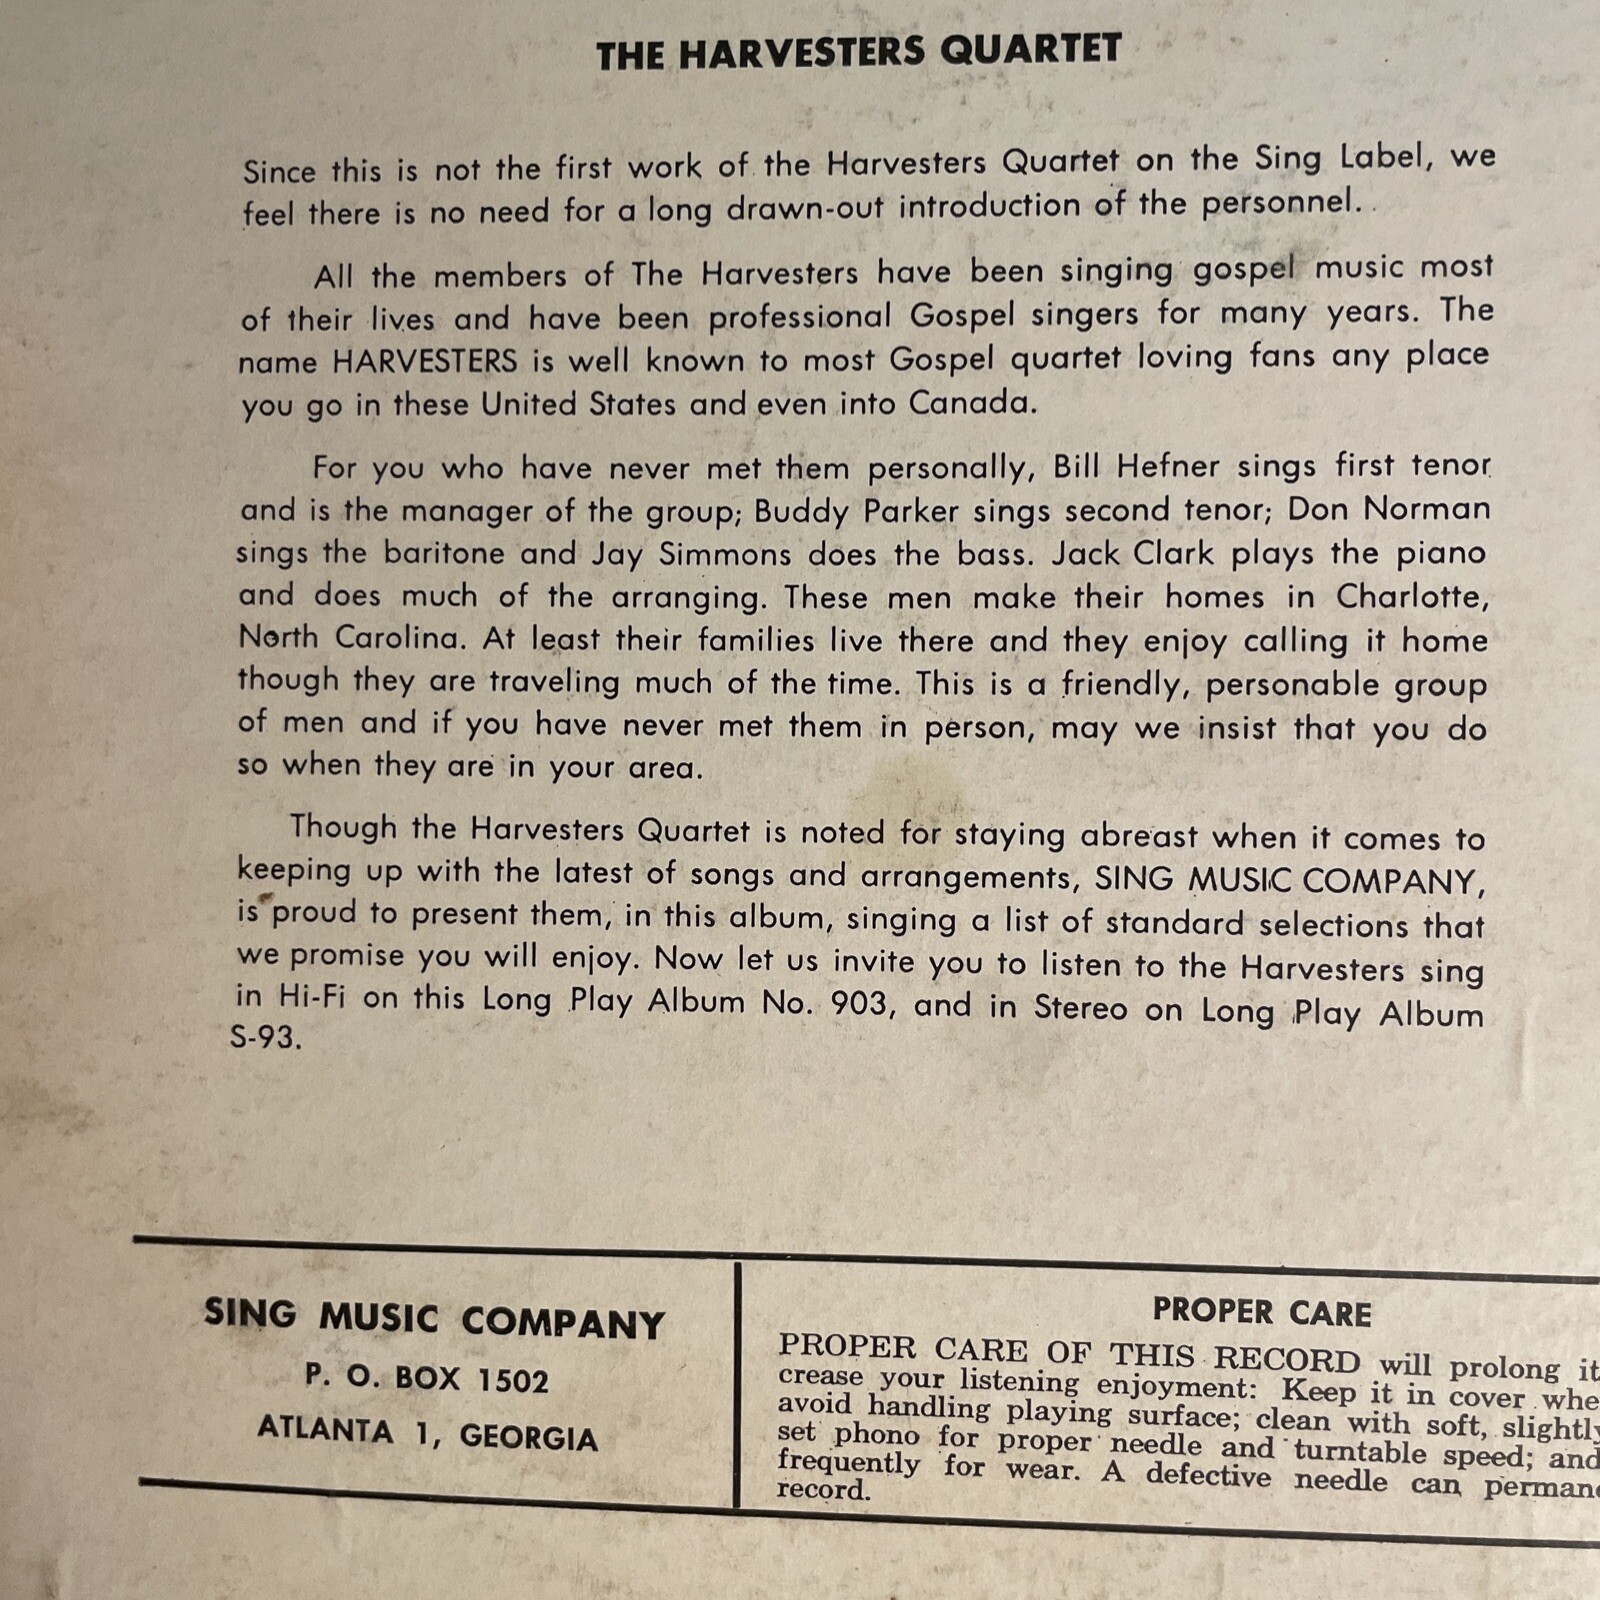 THE HARVESTERS QUARTET
Since this is not the first work of the Harvesters Quartet on the Sing Label, we
feel there is no need for a long drawn-out introduction of the personnel.
All the members of The Harvesters have been singing gospel music most
of their lives and have been professional Gospel singers for many years. The
name HARVESTERS is well known to most Gospel quartet loving fans any place
you go in these United States and even into Canada.
For you who have never met them personally, Bill Hefner sings first tenor
and is the manager of the group; Buddy Parker sings second tenor; Don Norman
sings the baritone and Jay Simmons does the bass. Jack Clark plays the piano
and does much of the arranging. These men make their homes in Charlotte,
North Carolina. At least their families live there and they enjoy calling it home
though they are traveling much of the time. This is a friendly, personable group
of men and if you have never met them in person, may we insist that you do
so when they are in your area.
Though the Harvesters Quartet is noted for staying abreast when it comes to
keeping up with the latest of songs and arrangements, SING MUSIC COMPANY,
is proud to present them, in this album, singing a list of standard selections that
we promise you will enjoy. Now let us invite you to listen to the Harvesters sing
in Hi-Fi on this Long Play Album No. 903, and in Stereo on Long Play Album
S-93.
SING MUSIC COMPANY
P. O. BOX 1502
ATLANTA 1, GEORGIA
PROPER CARE
PROPER CARE OF THIS RECORD will prolong it
crease your listening enjoyment: Keep it in cover whe
avoid handling playing surface; clean with soft, slightly
set phono for proper needle and turntable speed; and
frequently for wear. A defective needle can perman
record.